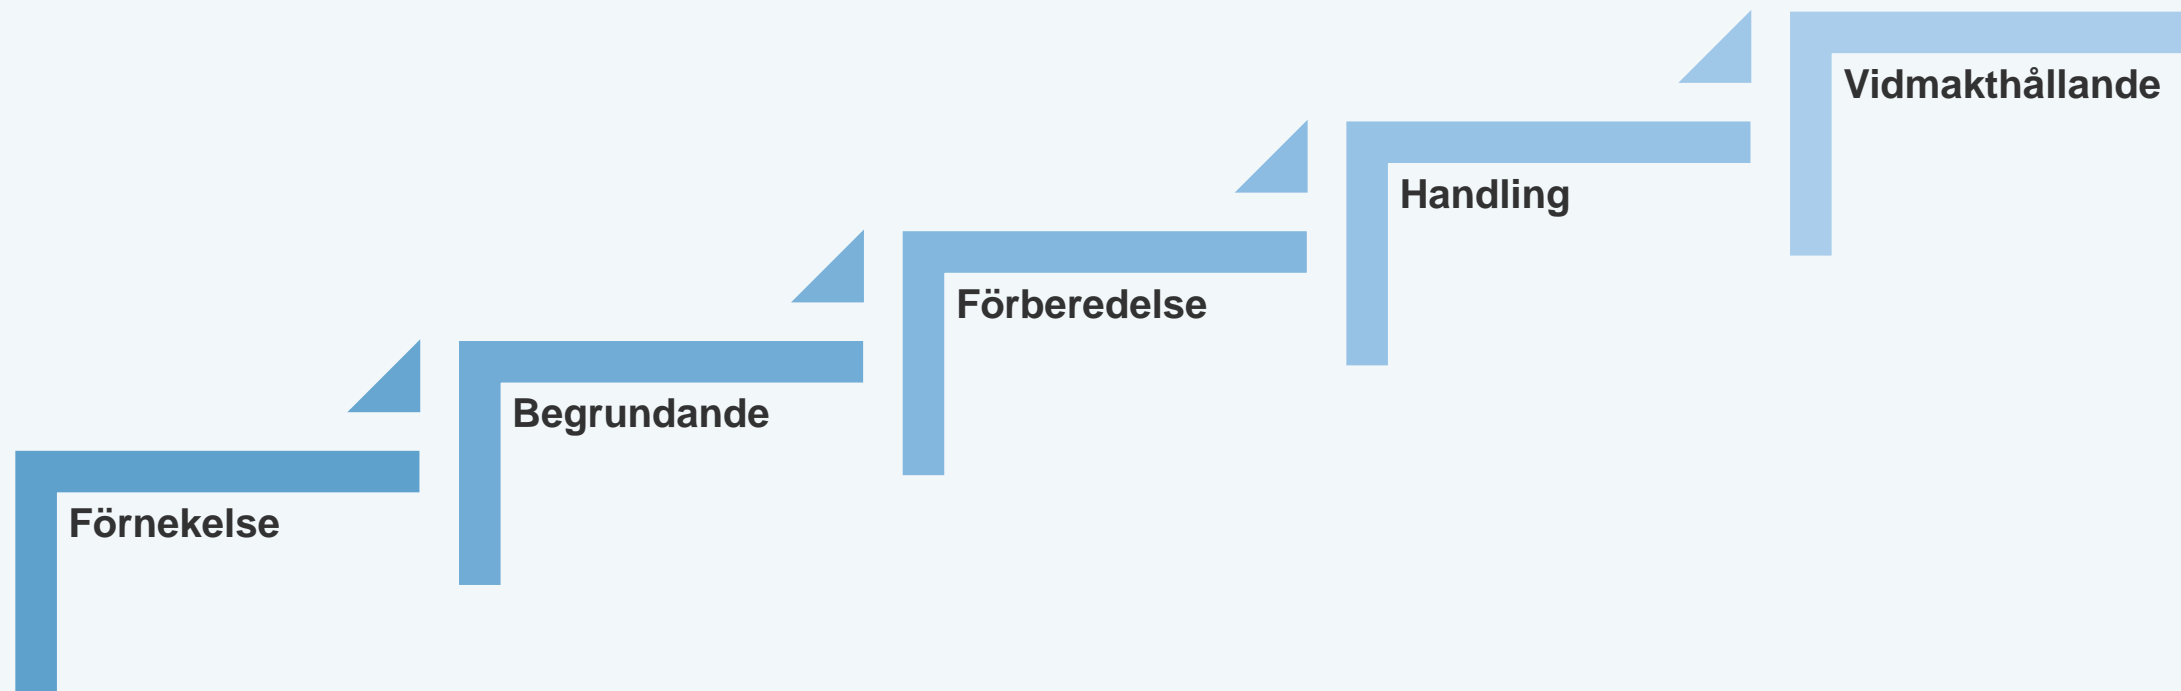 Vidmakthållande
Handling
Förberedelse
Begrundande
Förnekelse